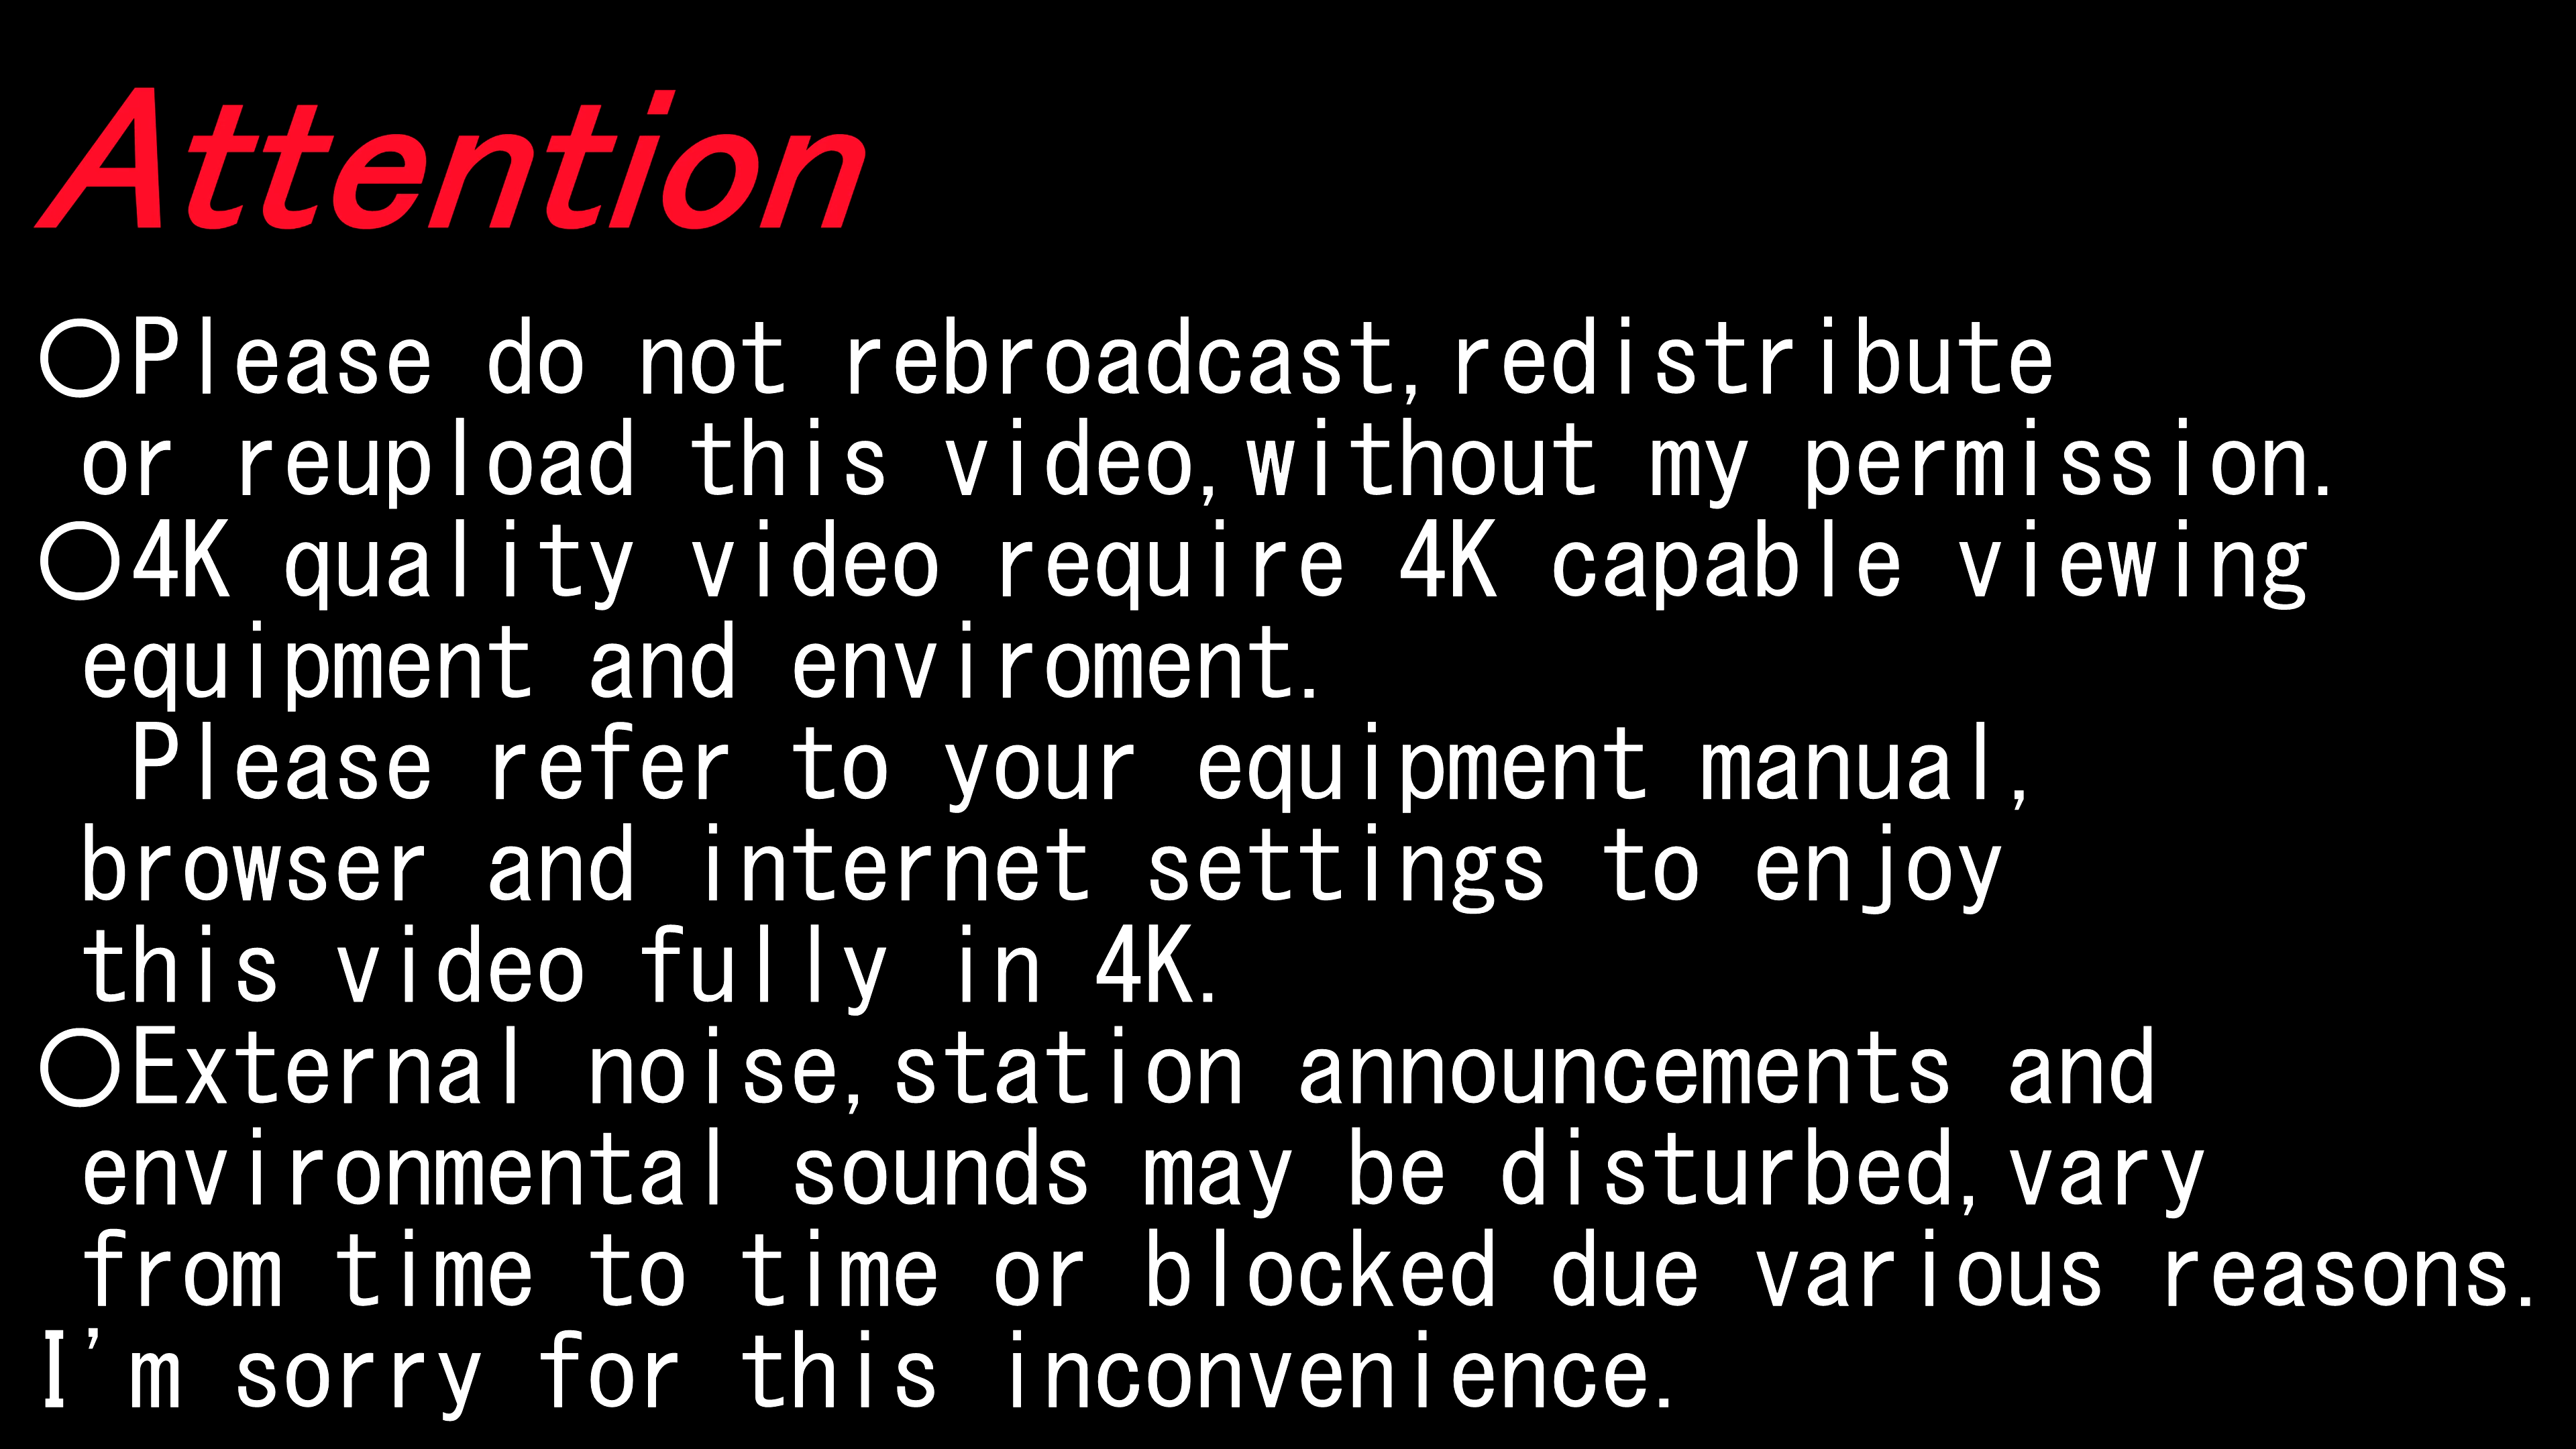 Attention
○Please do not rebroadcast,redistribute
or reupload this video,without my permission.
○4K quality video require 4K capable viewing
equipment and enviroment.
Please refer to your equipment manual,
browser and internet settings to enjoy
this video fully in 4K.
○External noise,station announcements and
environmental sounds may be disturbed,vary
from time to time or blocked due various reasons.
I'm sorry for this inconvenience.